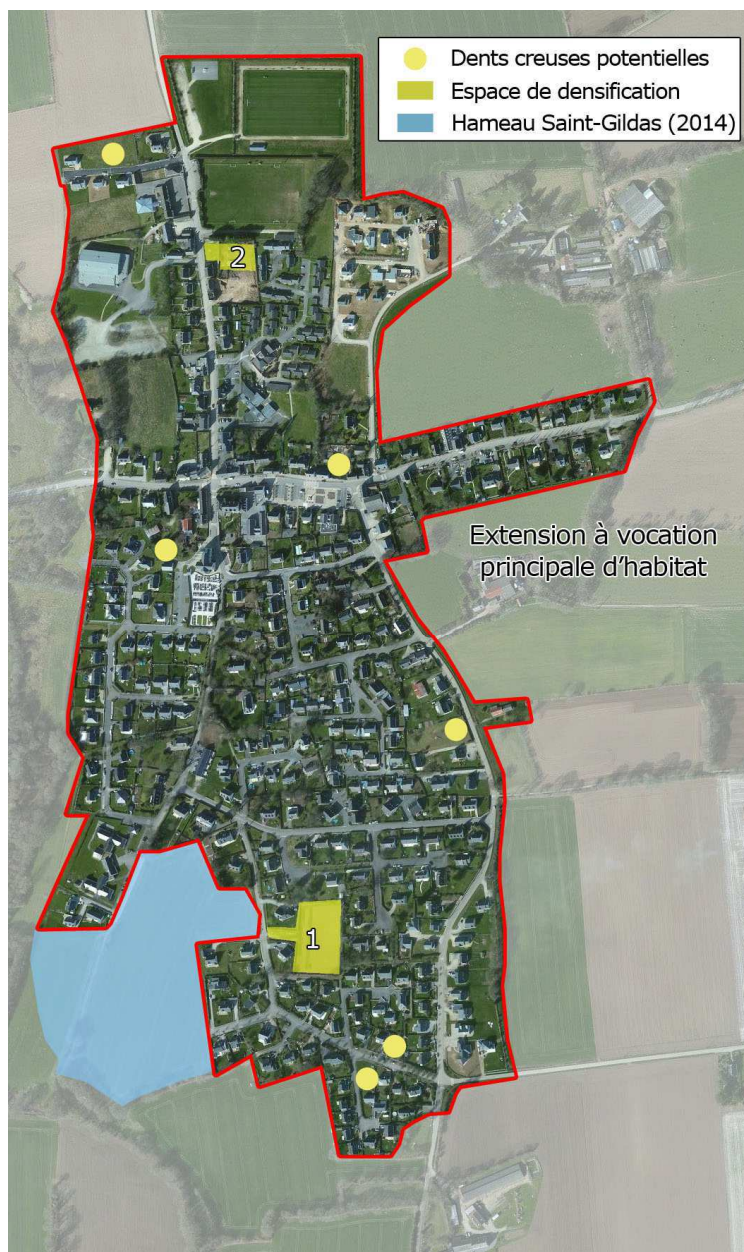 Dents creuses potentielles
Espace de densification
Hameau Saint-Gildas (2014)
2
Extension à vocation
principale d'habitat
1